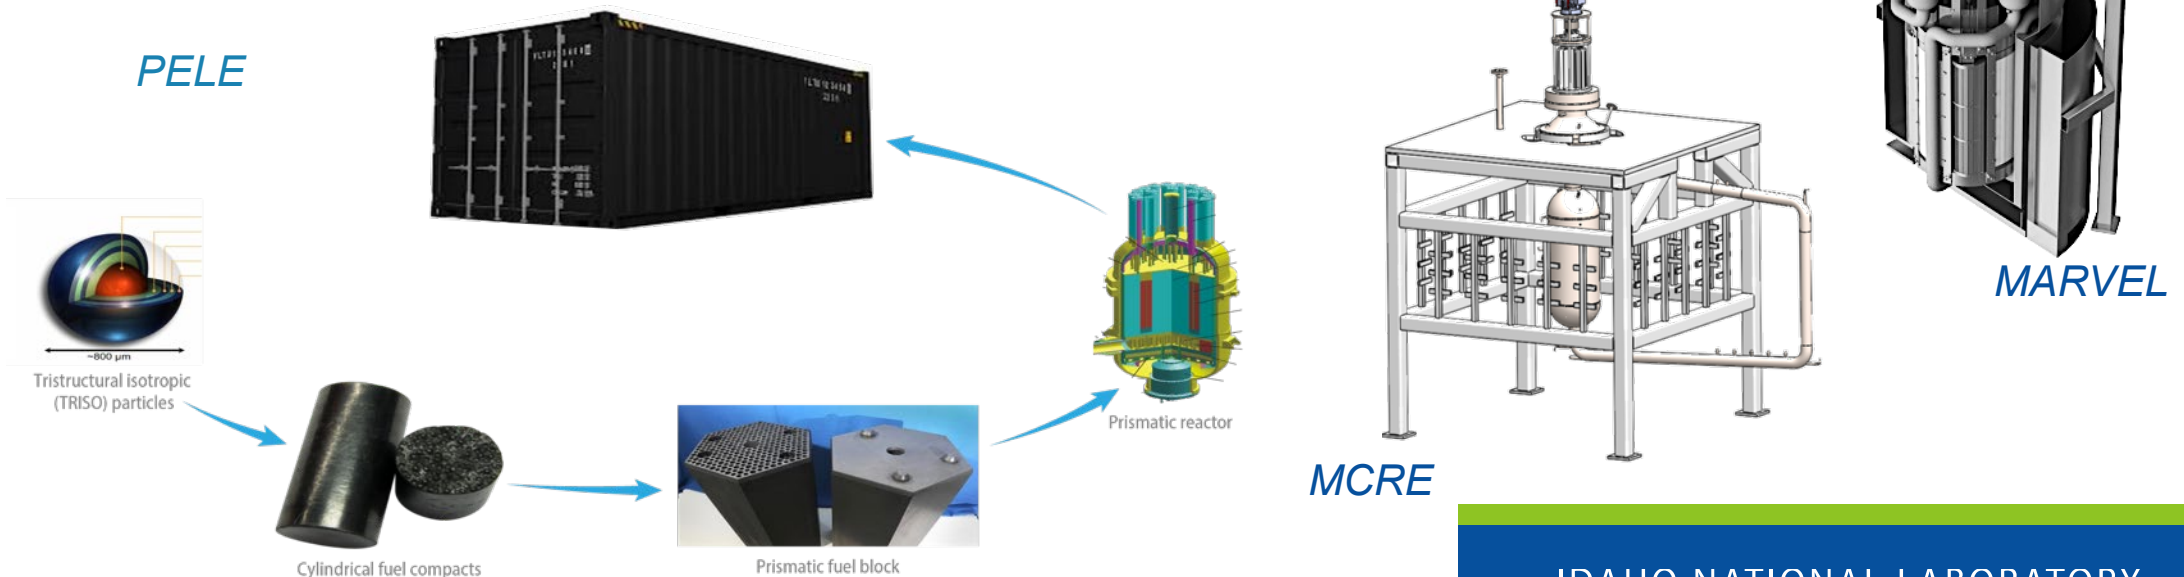 PELE
~800 µm
Tristructural isotropic
(TRISO) particles
Cylindrical fuel compacts
Prismatic fuel block
Prismatic reactor
MCRE
MARVEL
IDAHO NATIONAL LABORATORY